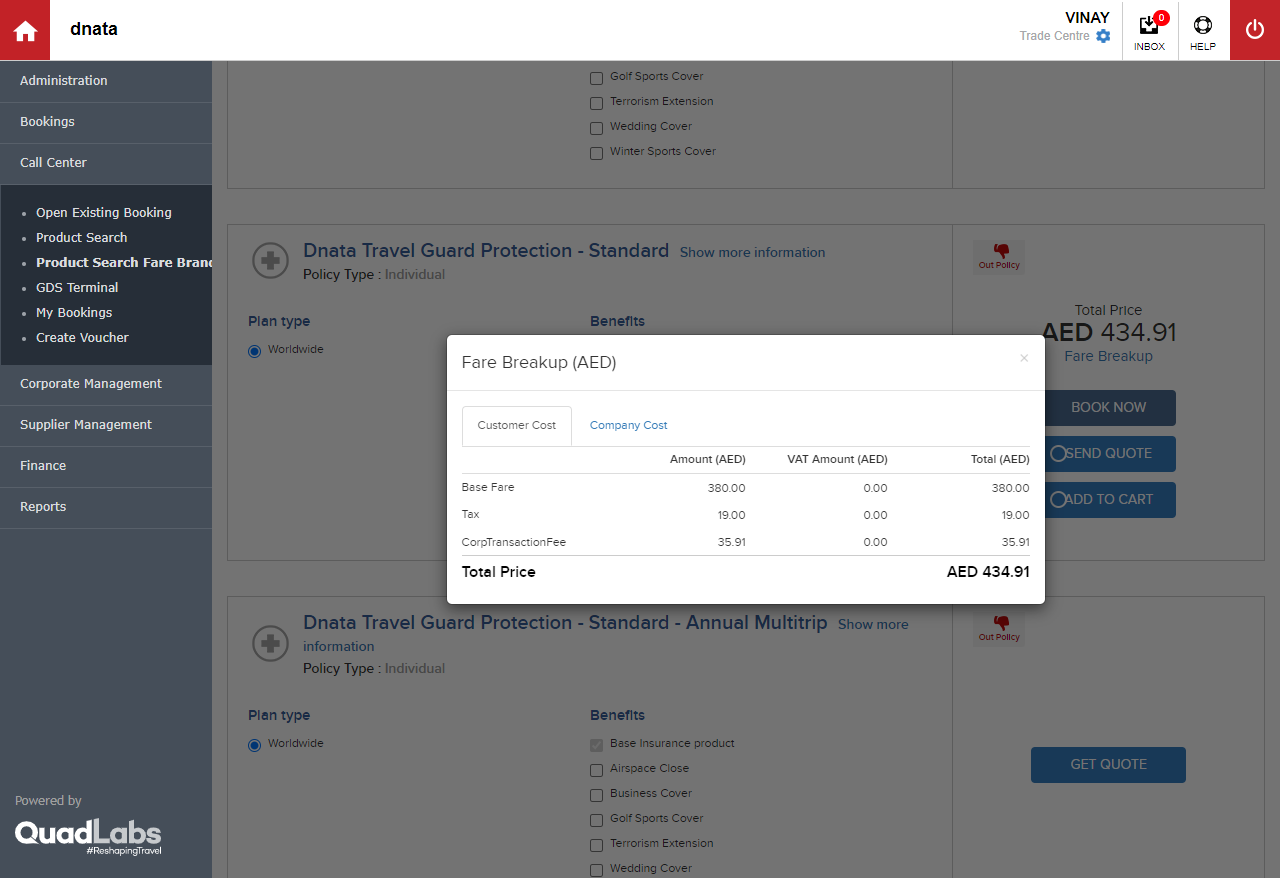 dnata
VINAY
Trade Centre
0
INBOX
HELP
Administration
Bookings
Call Center
Open Existing Booking
Product Search
Product Search Fare Brand
GDS Terminal
My Bookings
Create Voucher
Corporate Management
Supplier Management
Finance
Reports
Powered by
QuadLabs
#ReshapingTravel
Golf Sports Cover
Terrorism Extension
Wedding Cover
Winter Sports Cover
Dnata Travel Guard Protection - Standard Show more information
Policy Type : Individual
Out Policy
Plan type
Benefits
Worldwide
Total Price
AED 434.91
Fare Breakup
BOOK NOW
SEND QUOTE
ADD TO CART
Fare Breakup (AED)
×
Customer Cost Company Cost
Amount (AED) VAT Amount (AED) Total (AED)
Base Fare 380.00 0.00 380.00
Tax 19.00 0.00 19.00
CorpTransactionFee 35.91 0.00 35.91
Total Price AED 434.91
Dnata Travel Guard Protection - Standard - Annual Multitrip Show more
information
Policy Type : Individual
Out Policy
Plan type
Benefits
Worldwide
Base Insurance product
Airspace Close
Business Cover
Golf Sports Cover
Terrorism Extension
Wedding Cover
GET QUOTE